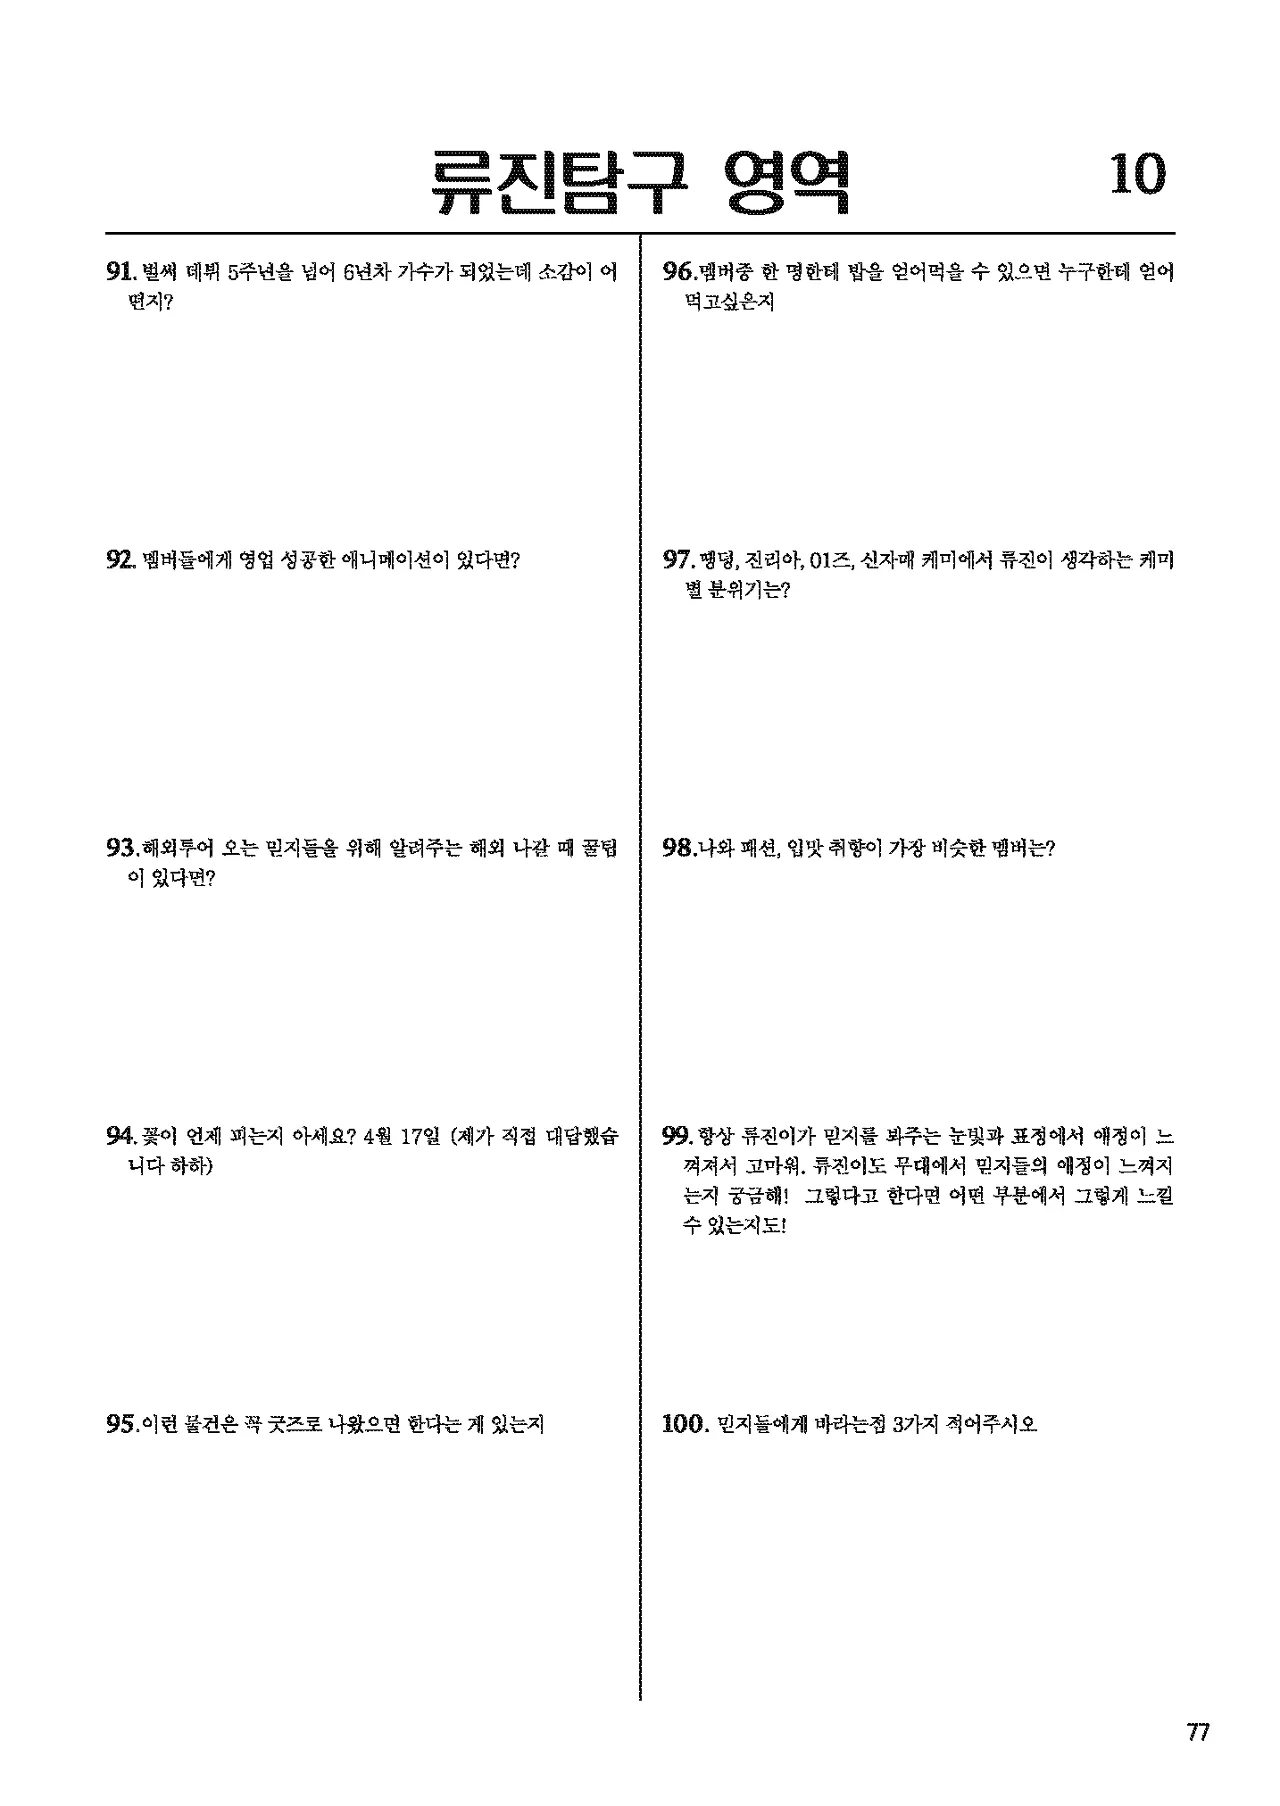 류진탐구 영역
10
91. 벌써 데뷔 5주년을 넘어 6년차 가수가 되었는데 소감이 어
떤지?
92. 멤버들에게 영업 성공한 애니메이션이 있다면?
93.해외투어 오는 믿지들을 위해 알려주는 해외 나갈 때 꿀팁
이 있다면?
94. 꽃이 언제 피는지 아세요? 4월 17일 (제가 직접 대답했습
니다 하하)
95.이런 물건은 꼭 굿즈로 나왔으면 한다는 게 있는지
96.멤버중 한 명한테 밥을 얻어먹을 수 있으면 누구한테 얻어
먹고싶은지
97. 땡덩, 진리아, 01즈, 신자매 케미에서 류진이 생각하는 케미
별 분위기는?
98.나와 패션, 입맛 취향이 가장 비슷한 멤버는?
99. 항상 류진이가 믿지를 봐주는 눈빛과 표정에서 애정이 느
껴져서 고마워. 류진이도 무대에서 믿지들의 애정이 느껴지
는지 궁금해! 그렇다고 한다면 어떤 부분에서 그렇게 느낄
수 있는지도!
100. 믿지들에게 바라는점 3가지 적어주시오
77